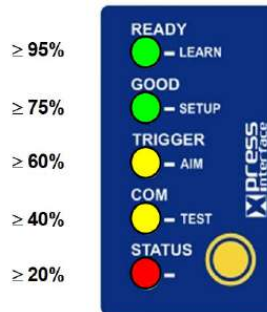 READY
≥ 95% – LEARN
GOOD
≥ 75% – SETUP
TRIGGER
≥ 60% – AIM
COM
≥ 40% – TEST
STATUS
≥ 20% –
Xpress
interface